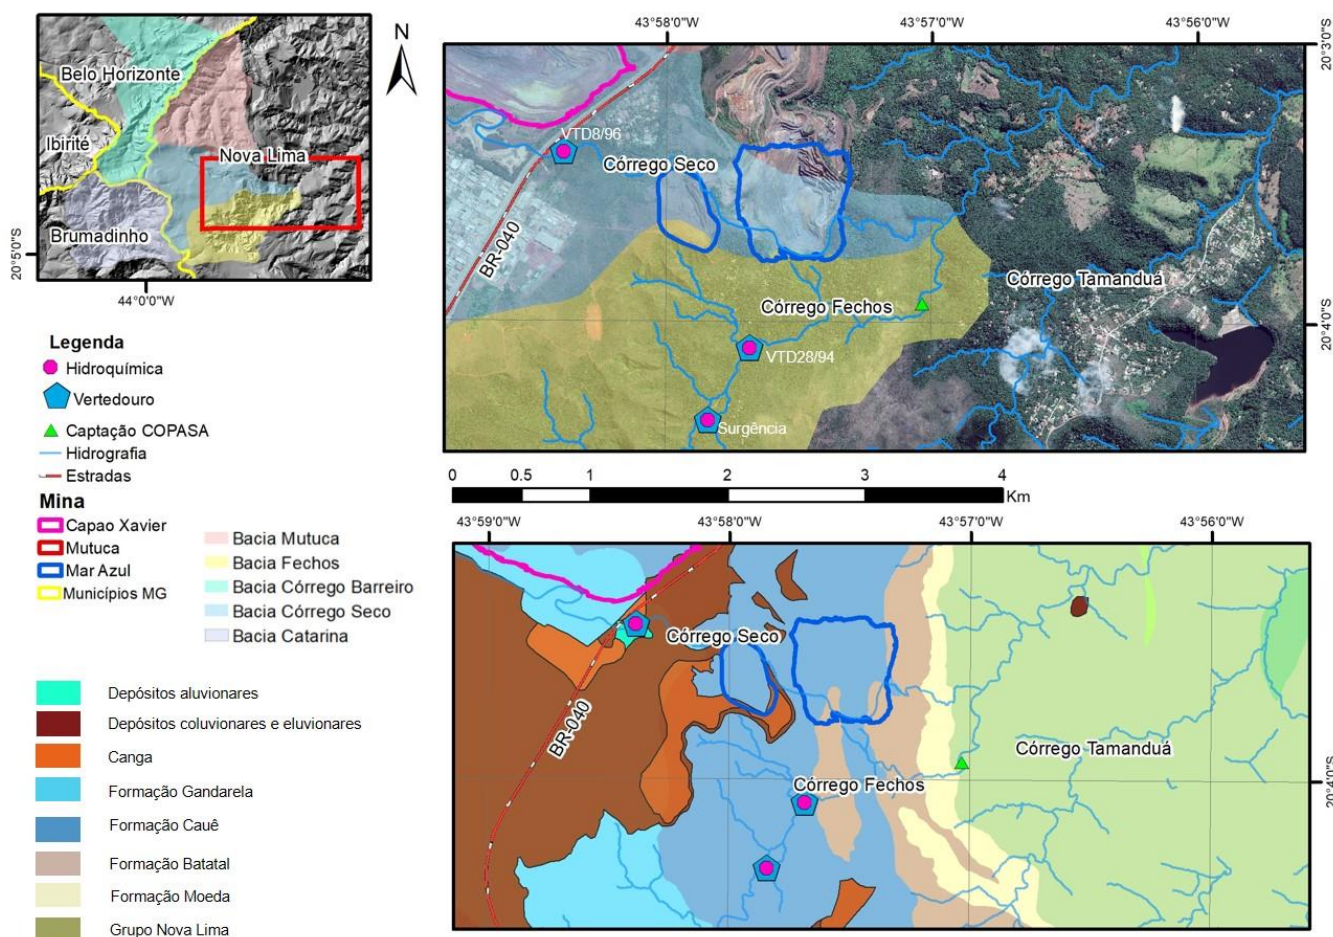 Belo Horizonte
Ibirité
Nova Lima
Brumadinho
20°5'0"S
44°0'0"W
N
43°58'0"W
43°57'0"W
43°56'0"W
20°3'0"S
20°4'0"S
VTD8/96
Córrego Seco
BR-040
Córrego Tamanduá
Córrego Fechos
VTD28/94
Surgência
Legenda
Hidroquímica
Vertedouro
Captação COPASA
Hidrografia
Estradas
Mina
Capao Xavier
Mutuca
Mar Azul
Municípios MG
Bacia Mutuca
Bacia Fechos
Bacia Córrego Barreiro
Bacia Córrego Seco
Bacia Catarina
0 0.5 1 2 3 4
Km
43°59'0"W
43°58'0"W
43°57'0"W
43°56'0"W
Córrego Seco
BR-040
Córrego Tamanduá
Córrego Fechos
20°4'0"S
Depósitos aluvionares
Depósitos coluvionares e eluvionares
Canga
Formação Gandarela
Formação Cauê
Formação Batatal
Formação Moeda
Grupo Nova Lima